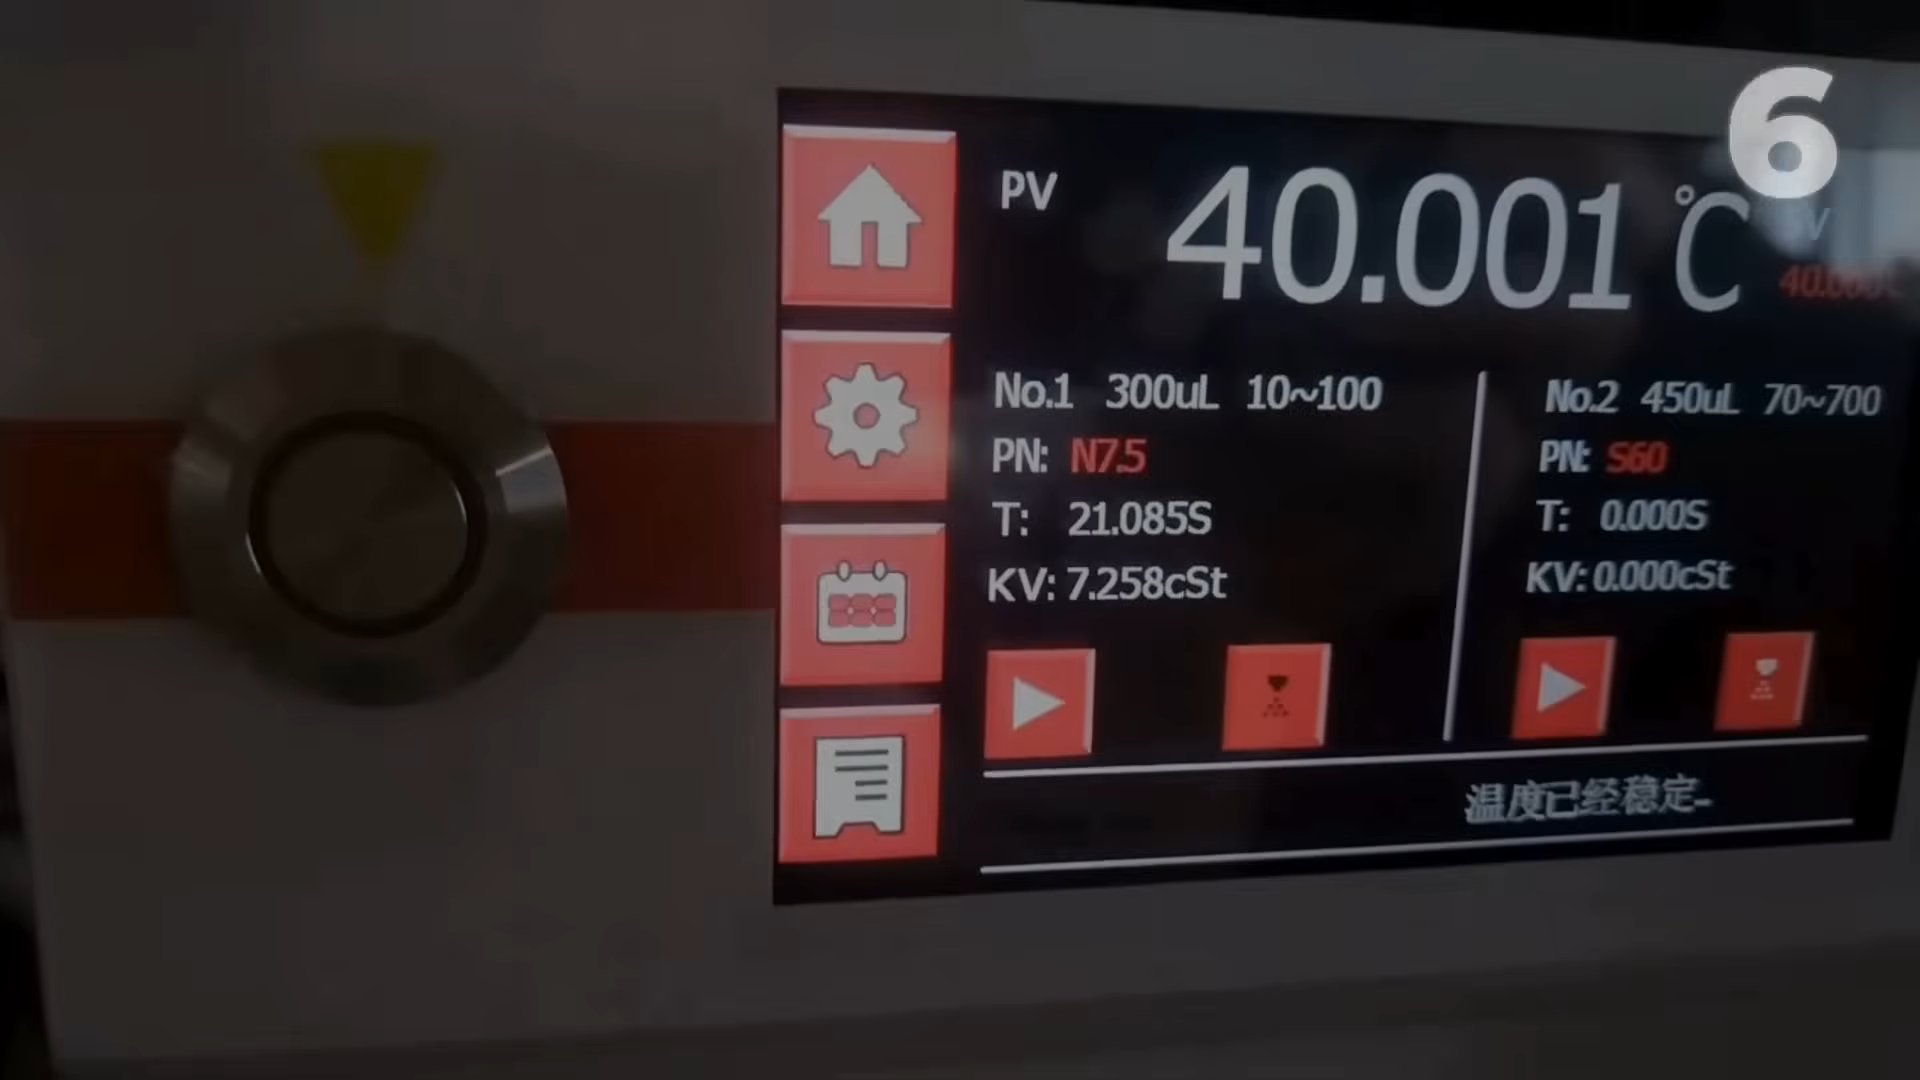 6
PV 40.001 °C
SV
No.1 300uL 10~100
PN: N7.5
T: 21.085S
KV: 7.258cSt
No.2 450uL 70~700
PN: S60
T: 0.000S
KV: 0.000cSt
温度已经稳定